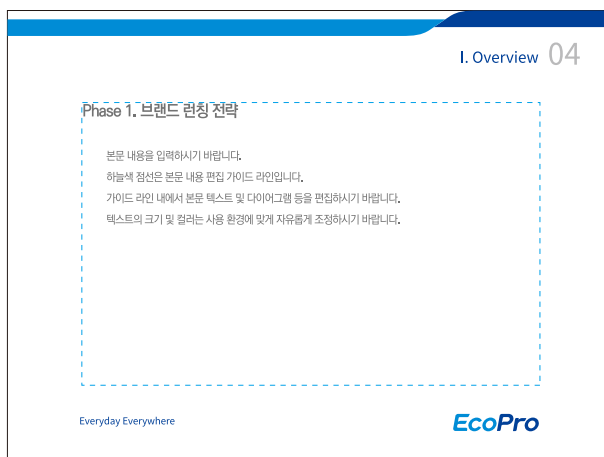 I. Overview 04
Phase 1. 브랜드 런칭 전략
본문 내용을 입력하시기 바랍니다.
하늘색 점선은 본문 내용 편집 가이드 라인입니다.
가이드 라인 내에서 본문 텍스트 및 다이어그램 등을 편집하시기 바랍니다.
텍스트의 크기 및 컬러는 사용 환경에 맞게 자유롭게 조정하시기 바랍니다.
Everyday Everywhere
EcoPro